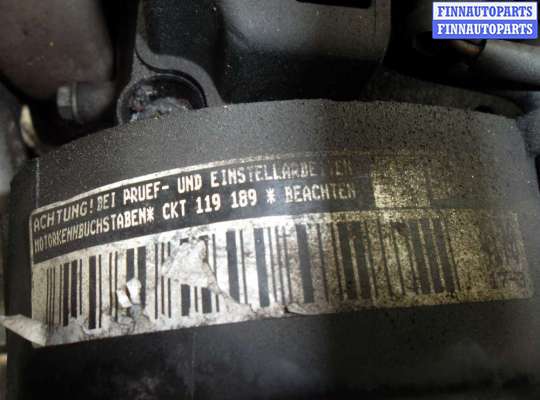 FINNAUTOPARTS
FINNAUTOPARTS
ACHTUNG! BEI PRUEF- UND EINSTELLARBEITEN
MOTORKENNBUCHSTABEN* CKT 119 189 * BEACHTEN